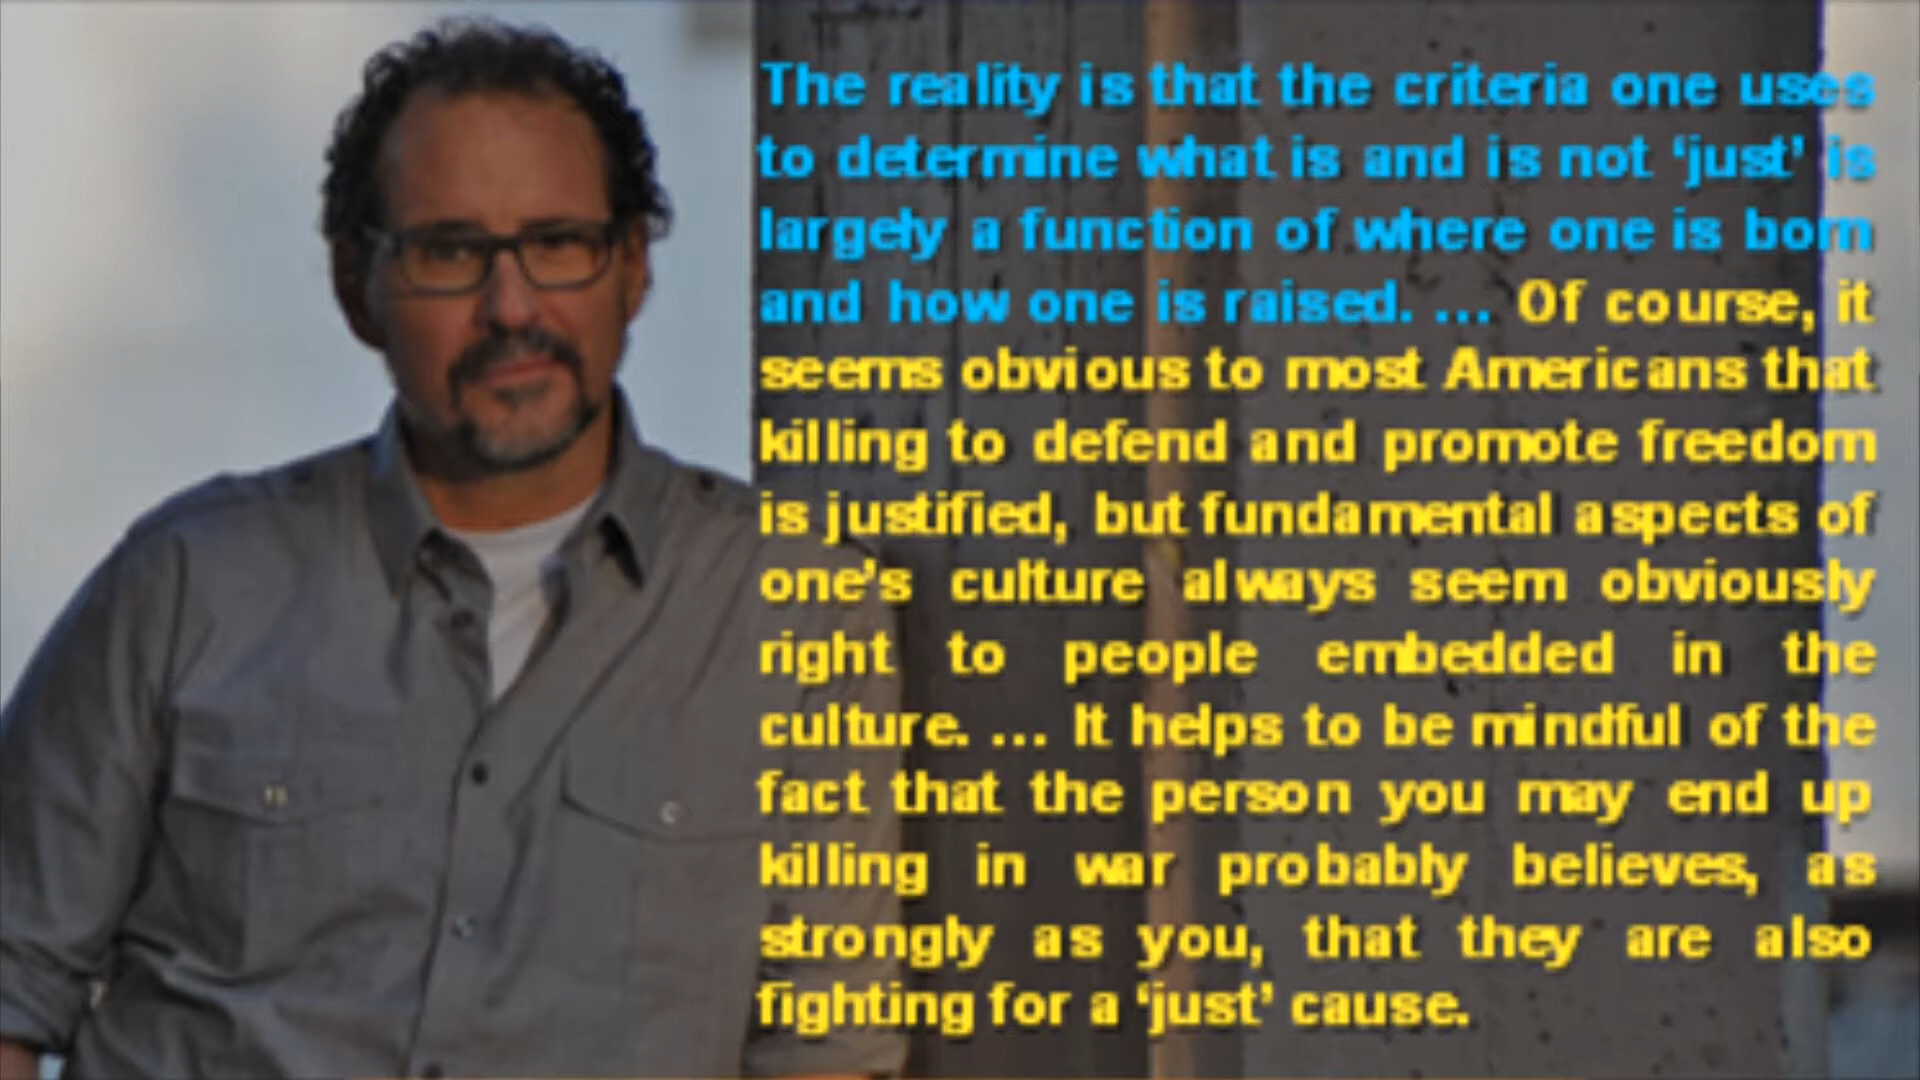 The reality is that the criteria one uses
to determine what is and is not ‘just’ is
largely a function of where one is born
and how one is raised. … Of course, it
seems obvious to most Americans that
killing to defend and promote freedom
is justified, but fundamental aspects of
one’s culture always seem obviously
right to people embedded in the
culture. … It helps to be mindful of the
fact that the person you may end up
killing in war probably believes, as
strongly as you, that they are also
fighting for a ‘just’ cause.